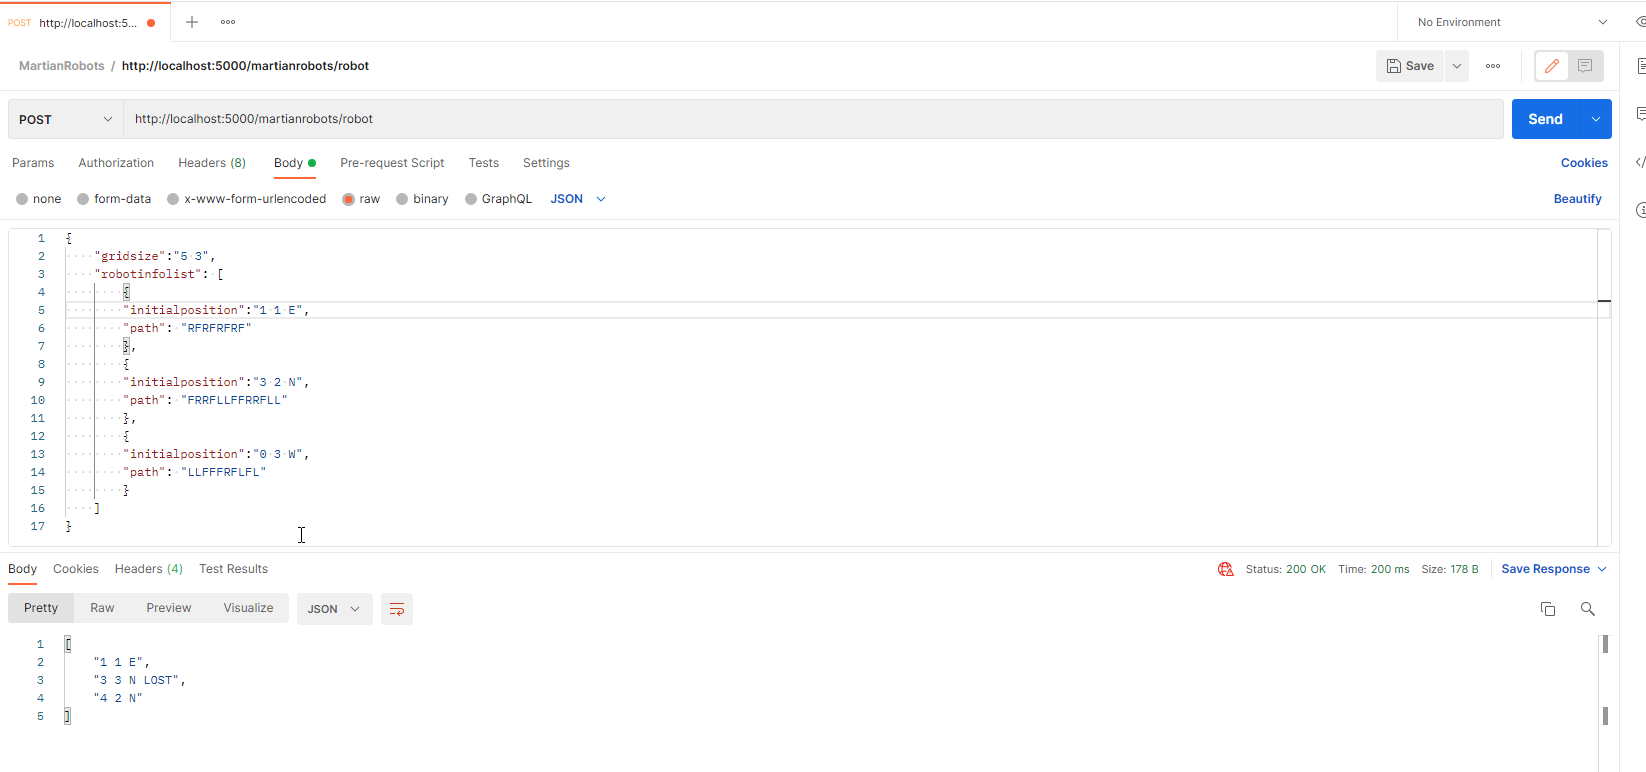 POST http://localhost:5... No Environment
MartianRobots / http://localhost:5000/martianrobots/robot Save
POST http://localhost:5000/martianrobots/robot Send
Params Authorization Headers (8) Body Pre-request Script Tests Settings Cookies
none form-data x-www-form-urlencoded raw binary GraphQL JSON Beautify
1 {
2 "gridsize":"5 3",
3 "robotinfolist": [
4 {
5 "initialposition":"1 1 E",
6 "path": "RFRFRFRF"
7 },
8 {
9 "initialposition":"3 2 N",
10 "path": "FRRFLLFFRRFLL"
11 },
12 {
13 "initialposition":"0 3 W",
14 "path": "LLFFFRFLFL"
15 }
16 ]
17 }
Body Cookies Headers (4) Test Results Status: 200 OK Time: 200 ms Size: 178 B Save Response
Pretty Raw Preview Visualize JSON
1 [
2 "1 1 E",
3 "3 3 N LOST",
4 "4 2 N"
5 ]